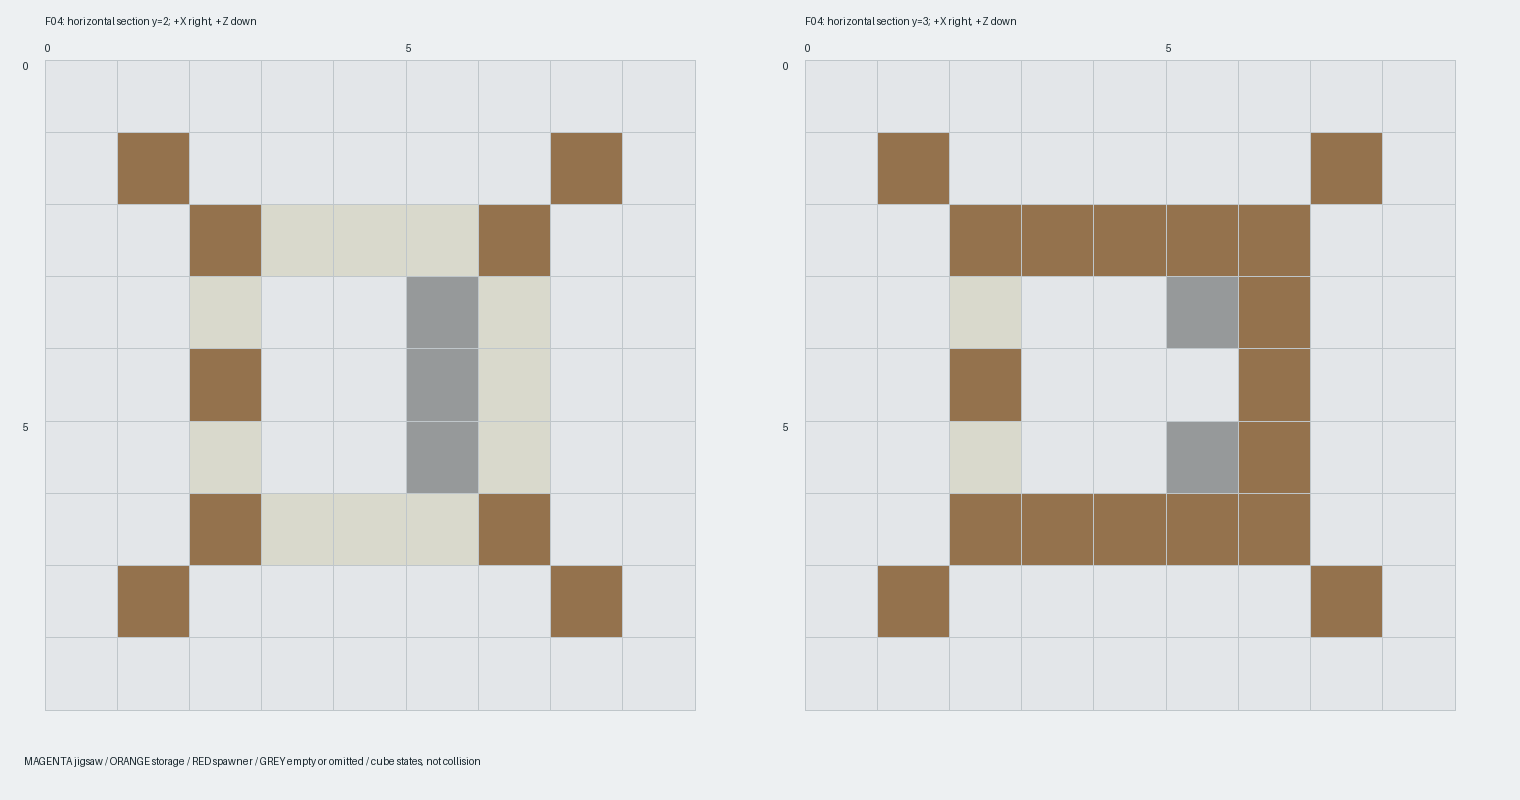 F04: horizontal section y=2; +X right, +Z down
F04: horizontal section y=3; +X right, +Z down
0 5
0 5
0
0
5
5
MAGENTA jigsaw / ORANGE storage / RED spawner / GREY empty or omitted / cube states, not collision